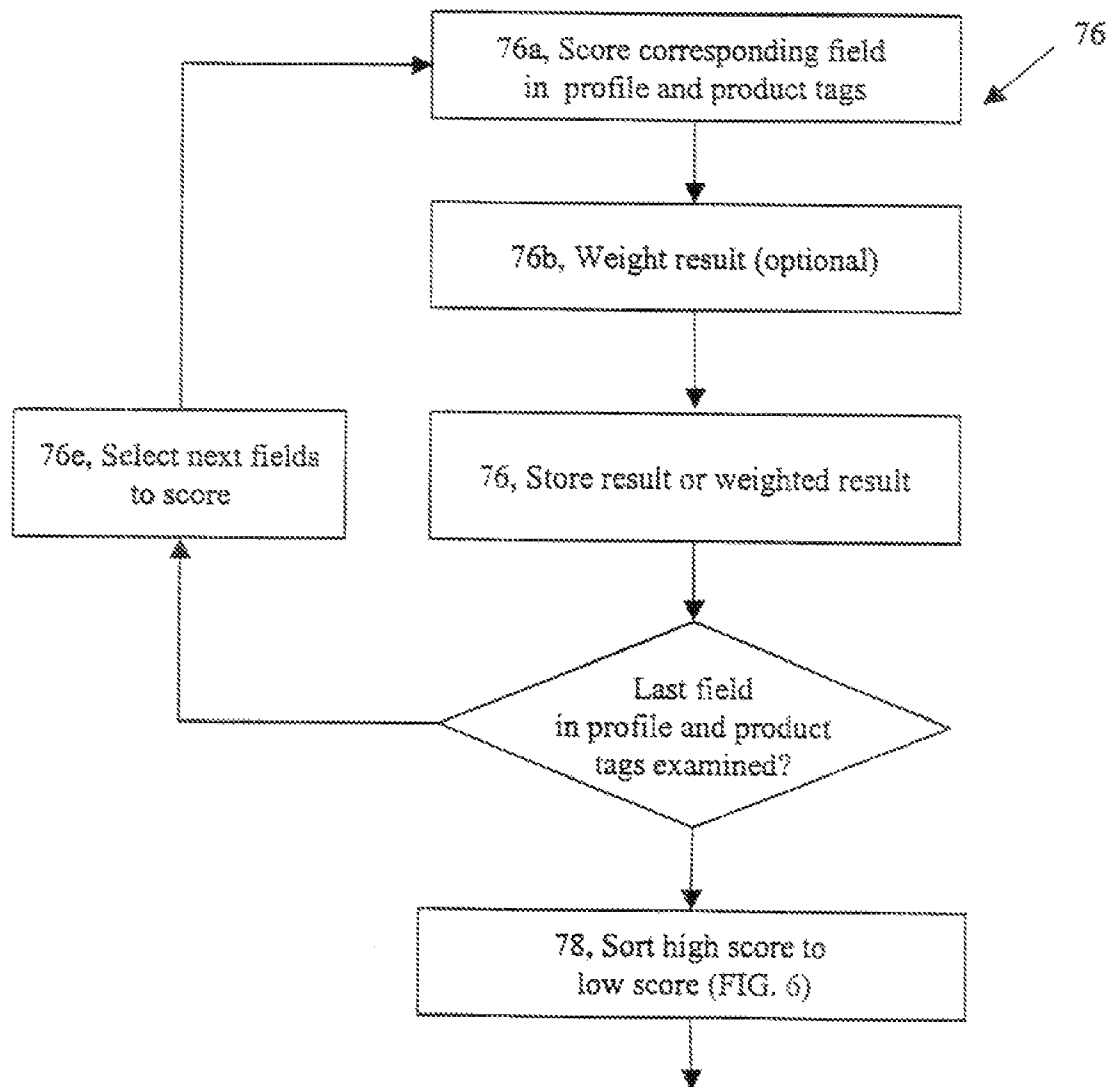 76
76a, Score corresponding field
in profile and product tags
76b, Weight result (optional)
76e, Select next fields
to score
76, Store result or weighted result
Last field
in profile and product
tags examined?
78, Sort high score to
low score (FIG. 6)